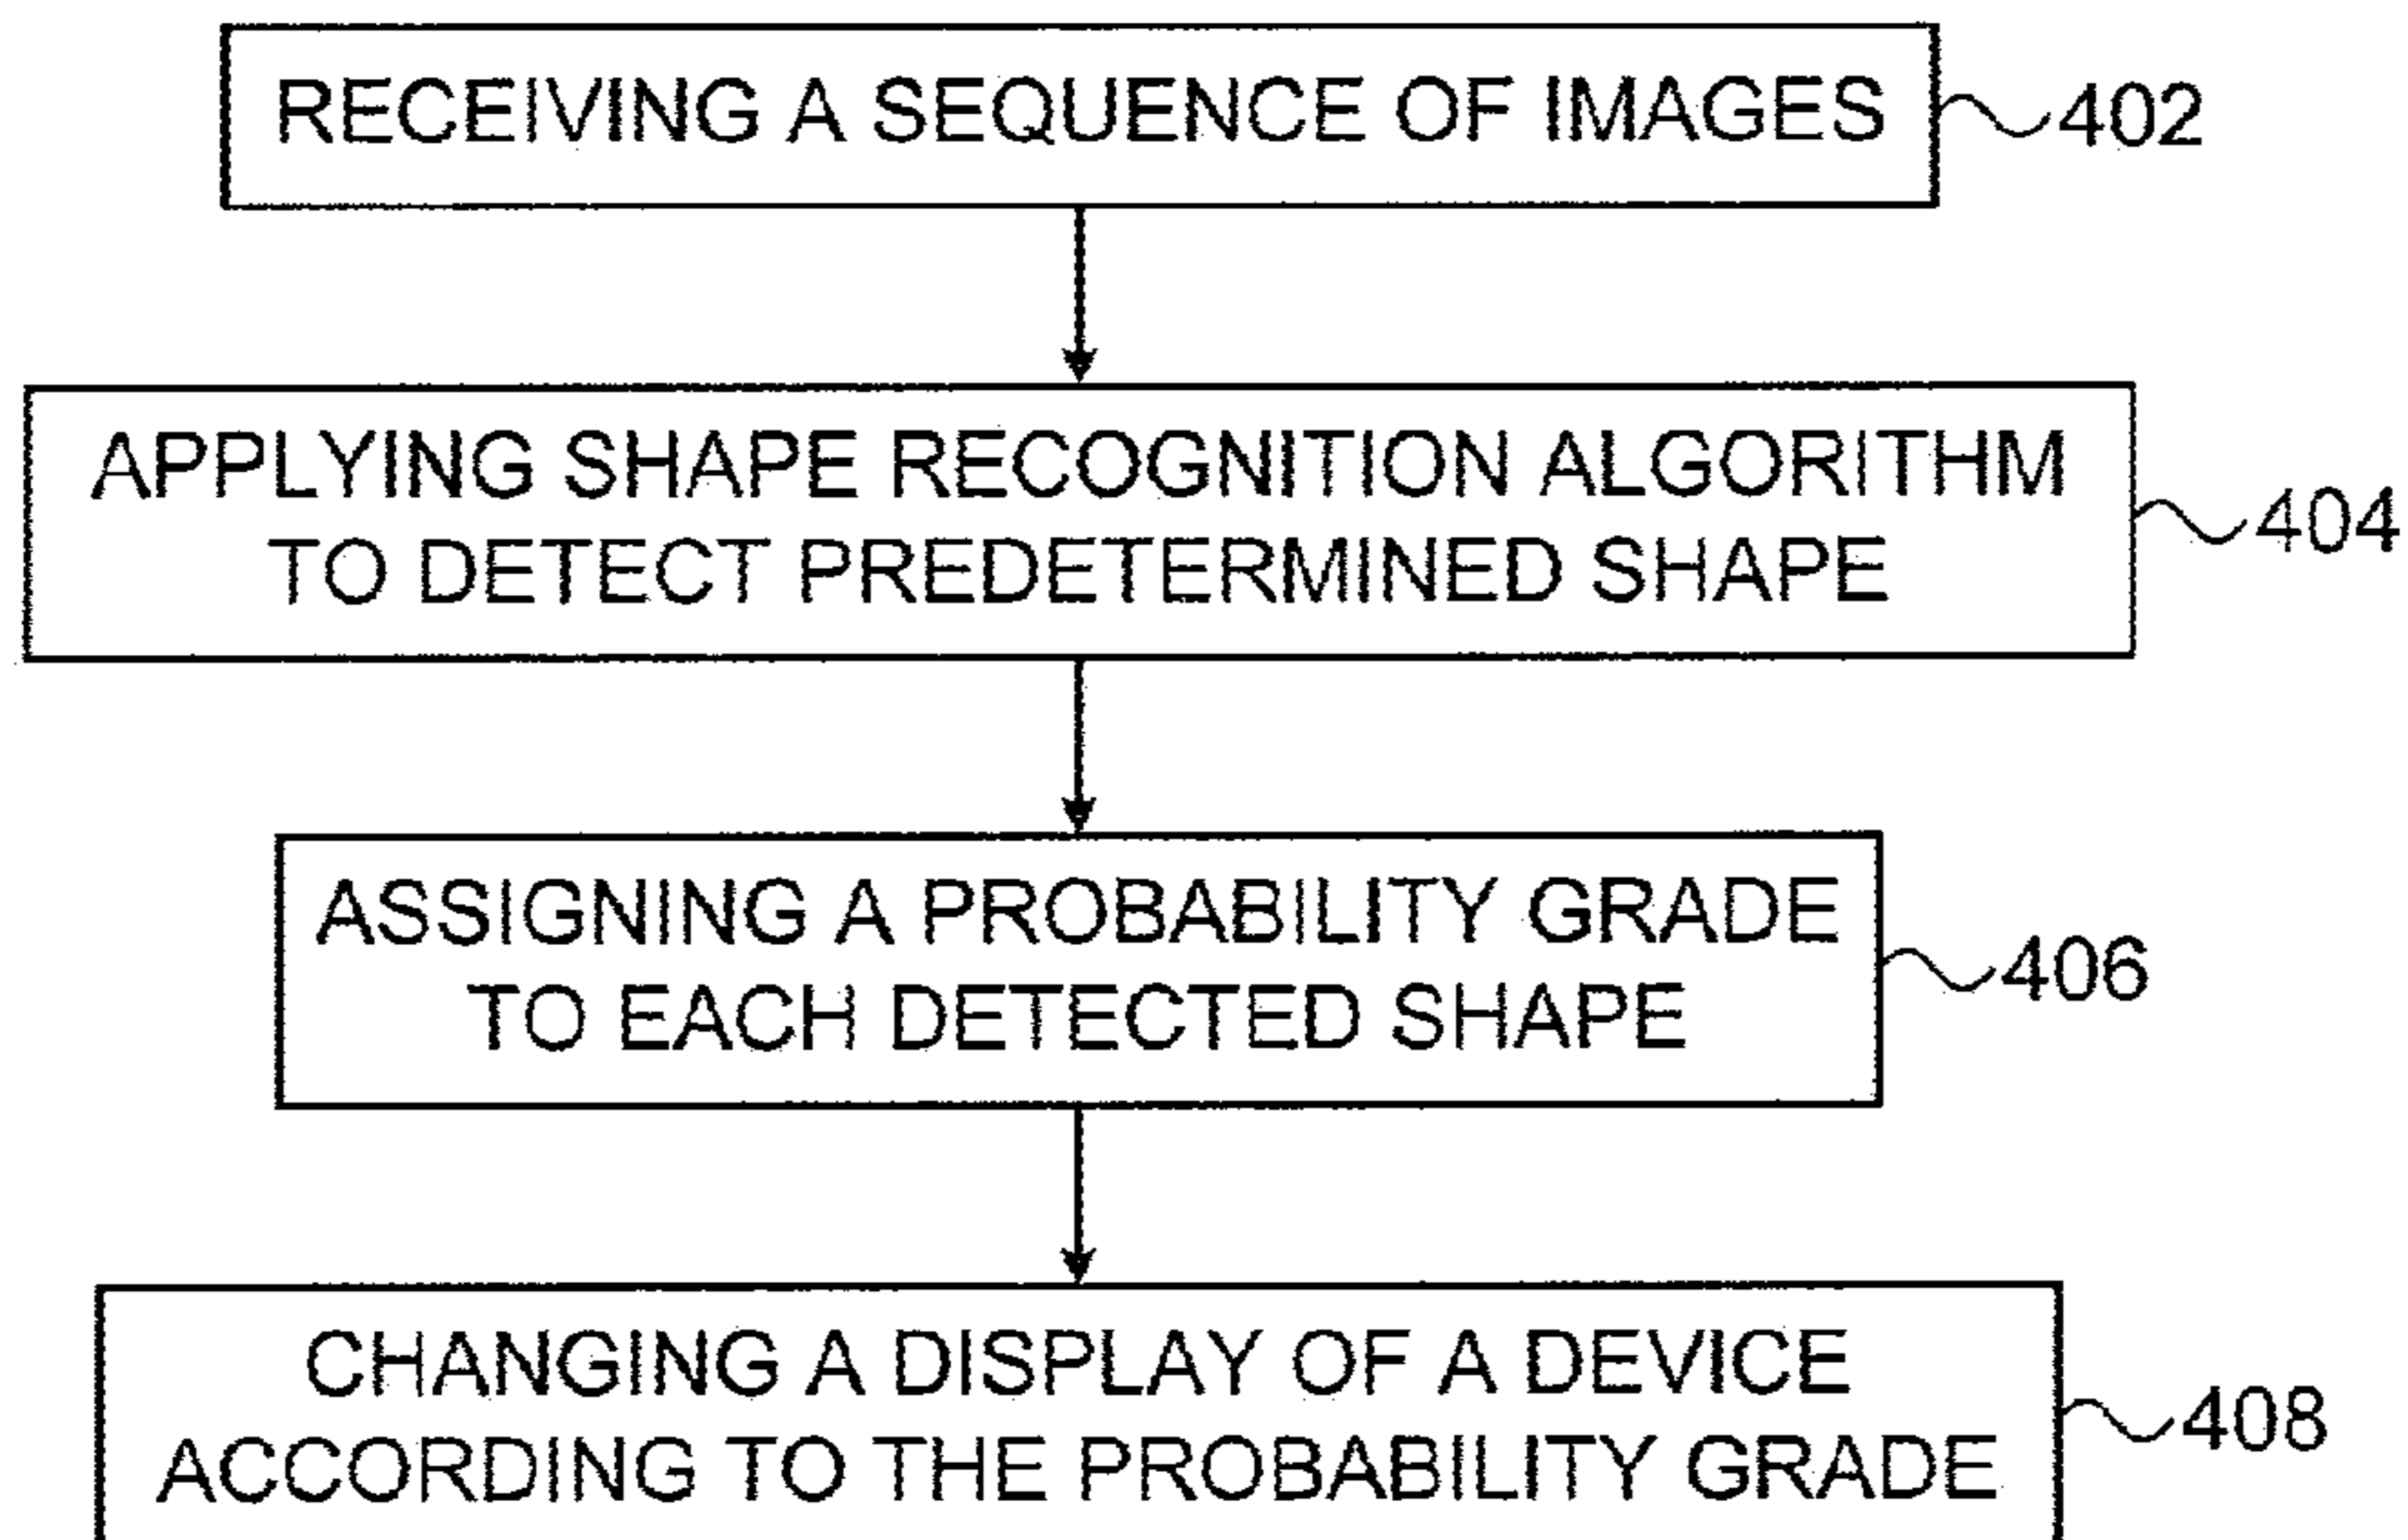 RECEIVING A SEQUENCE OF IMAGES
402
APPLYING SHAPE RECOGNITION ALGORITHM
TO DETECT PREDETERMINED SHAPE
404
ASSIGNING A PROBABILITY GRADE
TO EACH DETECTED SHAPE
406
CHANGING A DISPLAY OF A DEVICE
ACCORDING TO THE PROBABILITY GRADE
408